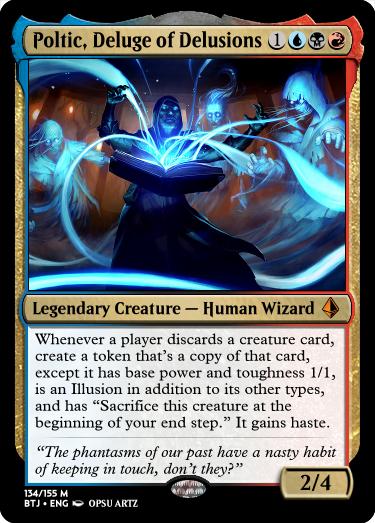 Poltic, Deluge of Delusions 1
Legendary Creature — Human Wizard
Whenever a player discards a creature card,
create a token that's a copy of that card,
except it has base power and toughness 1/1,
is an Illusion in addition to its other types,
and has “Sacrifice this creature at the
beginning of your end step.” It gains haste.
“The phantasms of our past have a nasty habit
of keeping in touch, don't they?”
2/4
134/155 M
BTJ • ENG OPSU ARTZ